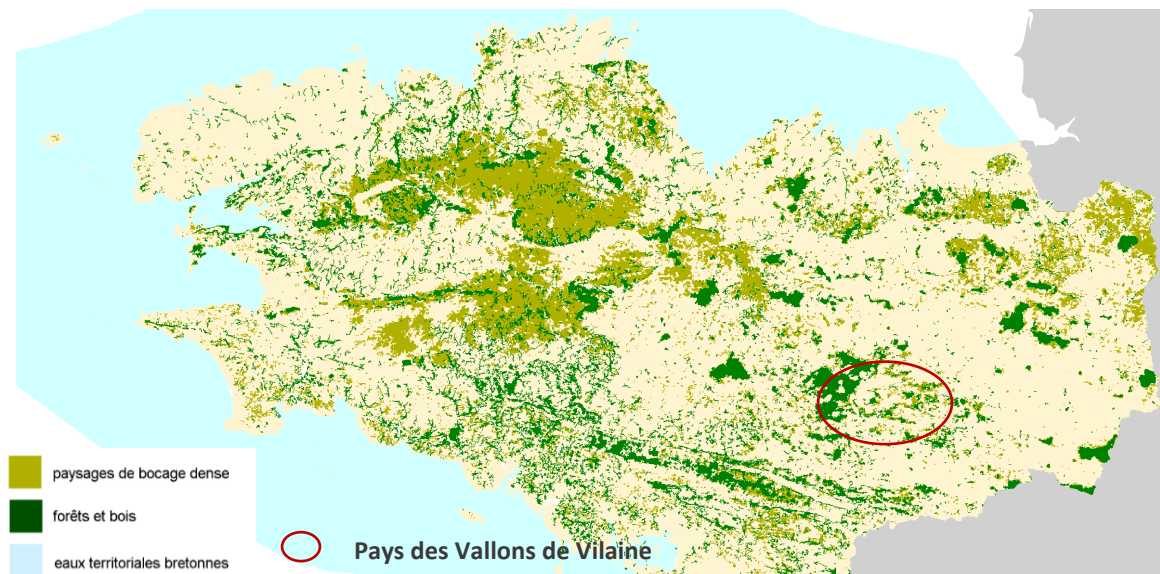 paysages de bocage dense
forêts et bois
eaux territoriales bretonnes
Pays des Vallons de Vilaine